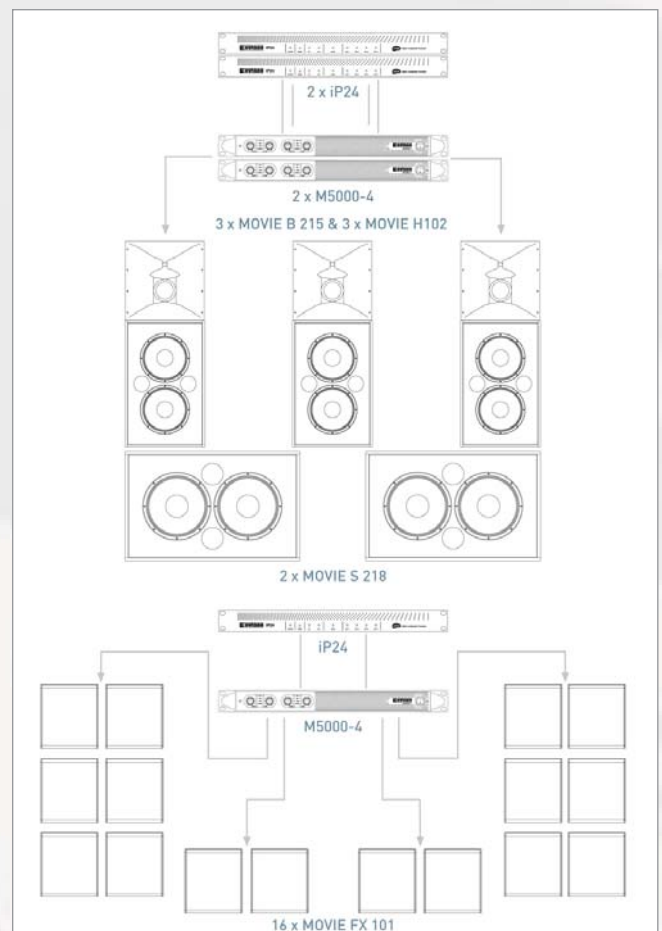 2 x iP24
2 x M5000-4
3 x MOVIE B 215 & 3 x MOVIE H102
2 x MOVIE S 218
iP24
M5000-4
16 x MOVIE FX 101